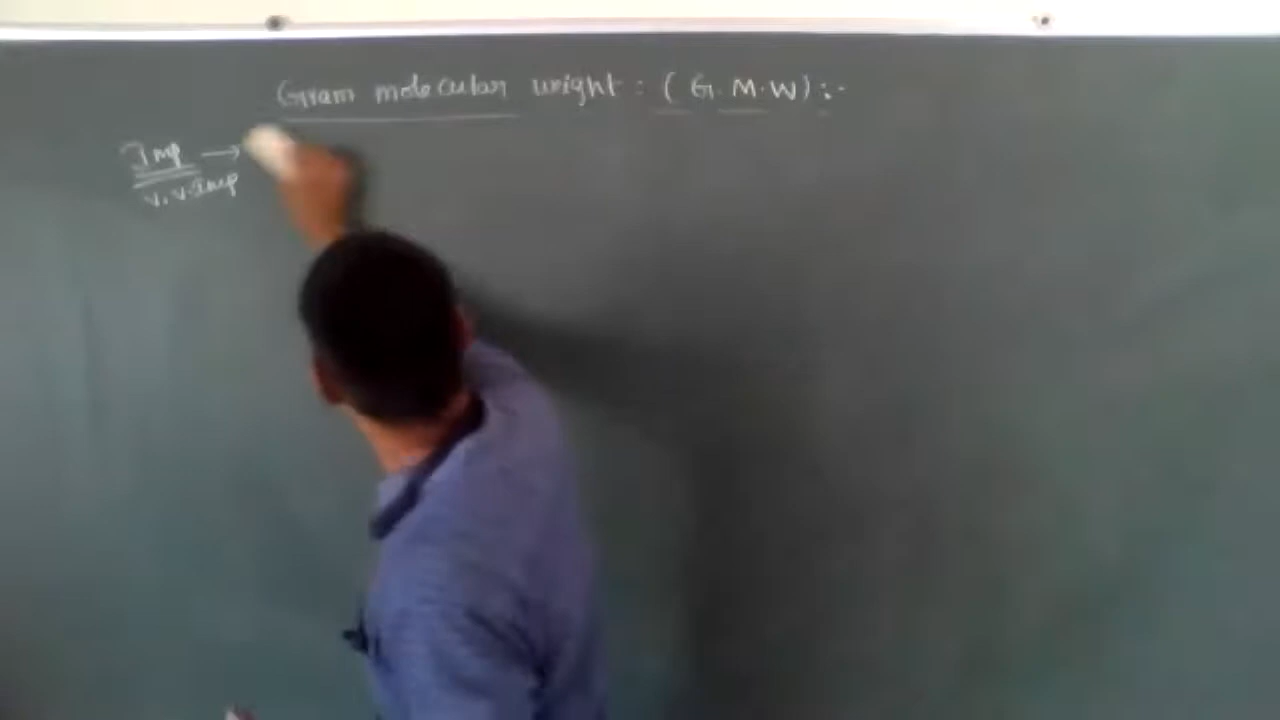 Gram molecular weight : ( G. M. W) :-
Imp →
v. v. imp